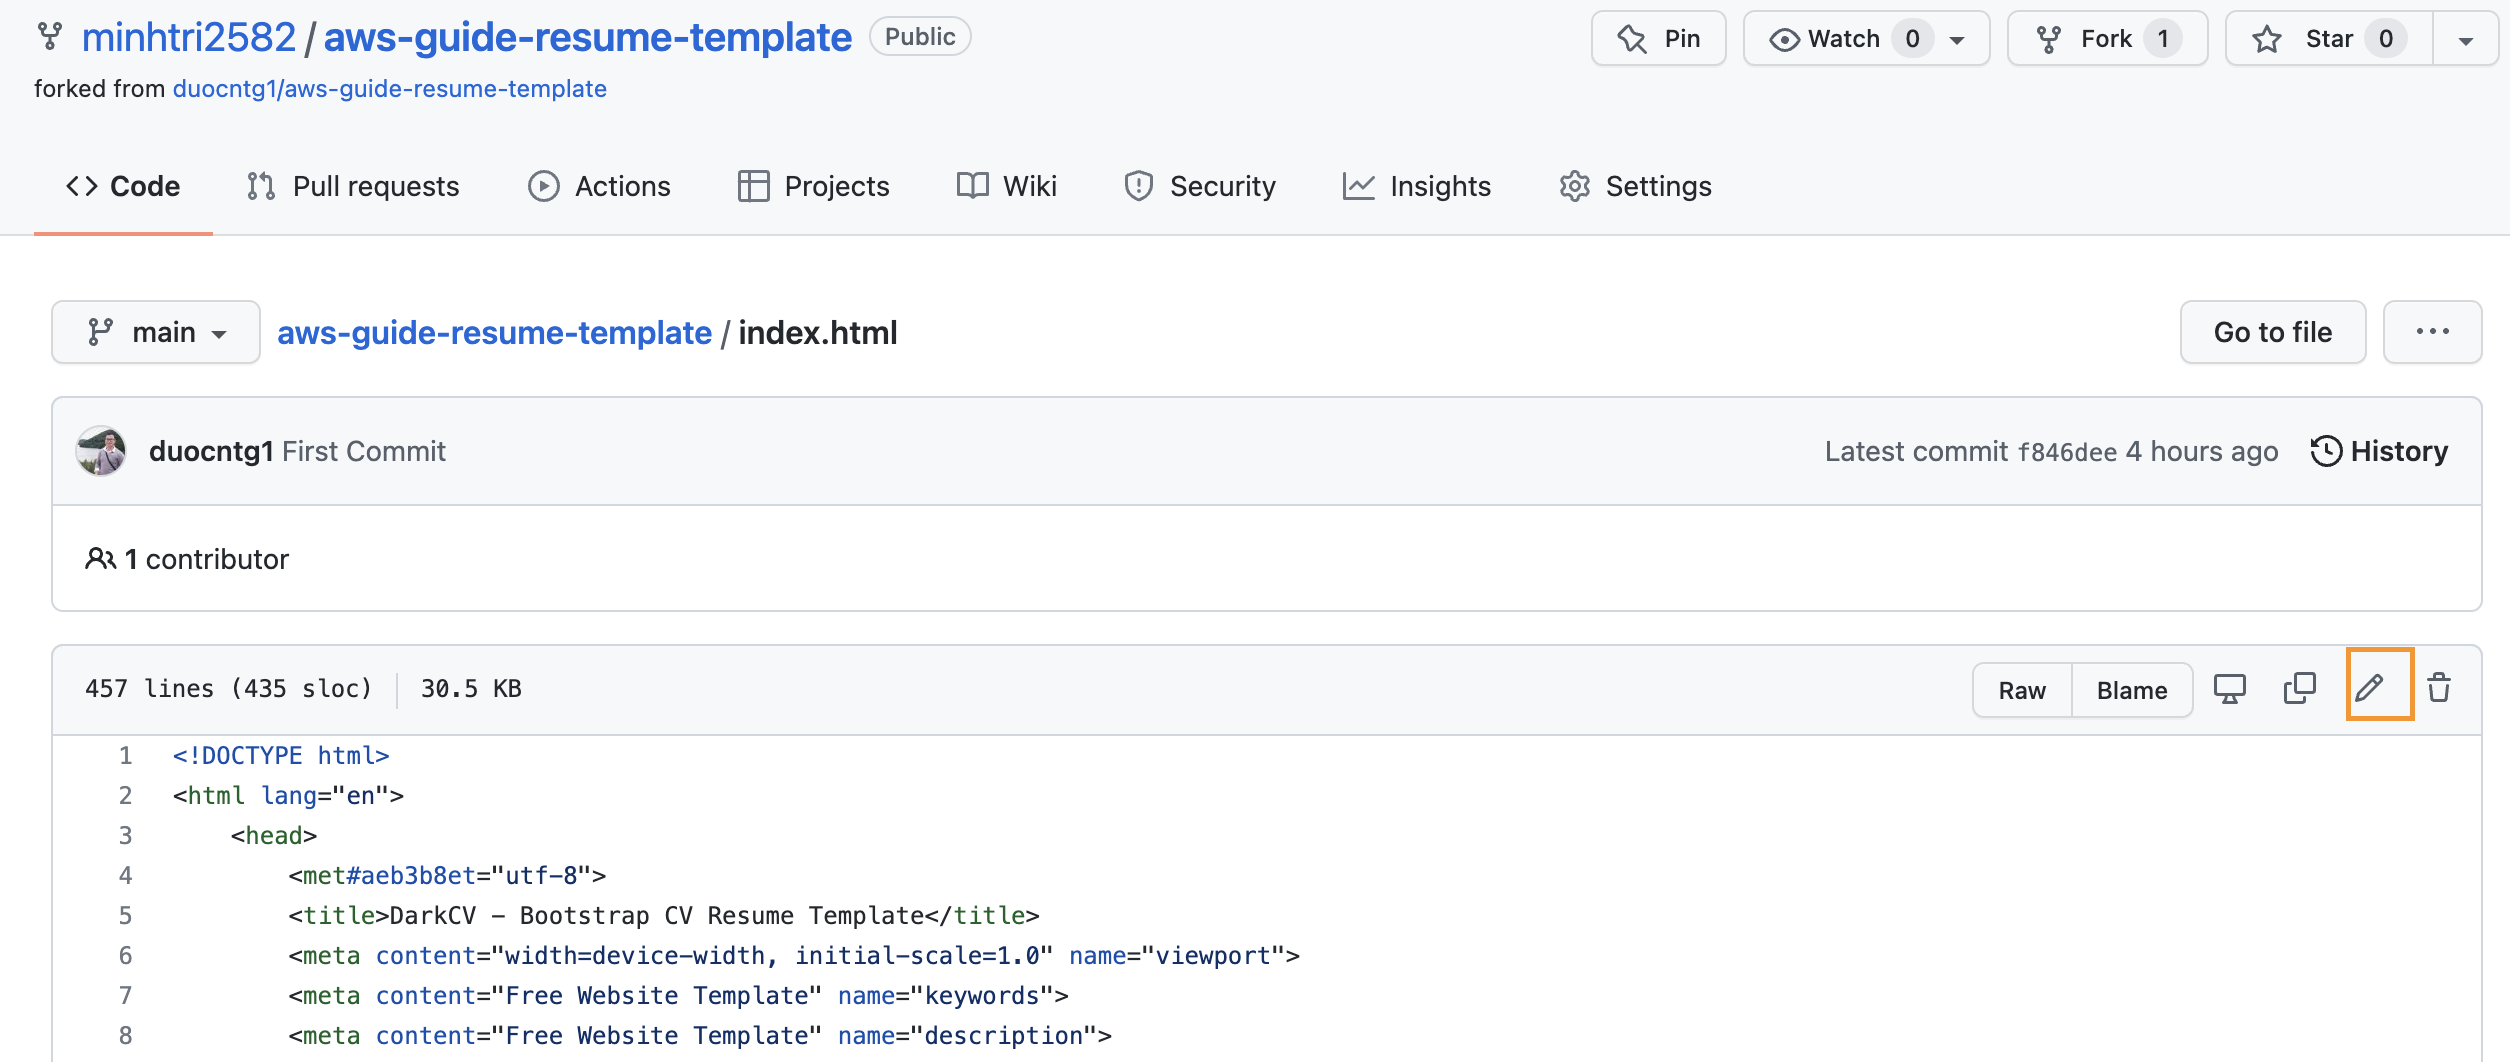 minhtri2582 / aws-guide-resume-template Public Pin Watch 0 Fork 1 Star 0
forked from duocntg1/aws-guide-resume-template
Code Pull requests Actions Projects Wiki Security Insights Settings
main aws-guide-resume-template / index.html Go to file ...
duocntg1 First Commit Latest commit f846dee 4 hours ago History
1 contributor
457 lines (435 sloc) 30.5 KB Raw Blame
1 <!DOCTYPE html>
2 <html lang="en">
3 <head>
4 <met#aeb3b8et="utf-8">
5 <title>DarkCV - Bootstrap CV Resume Template</title>
6 <meta content="width=device-width, initial-scale=1.0" name="viewport">
7 <meta content="Free Website Template" name="keywords">
8 <meta content="Free Website Template" name="description">